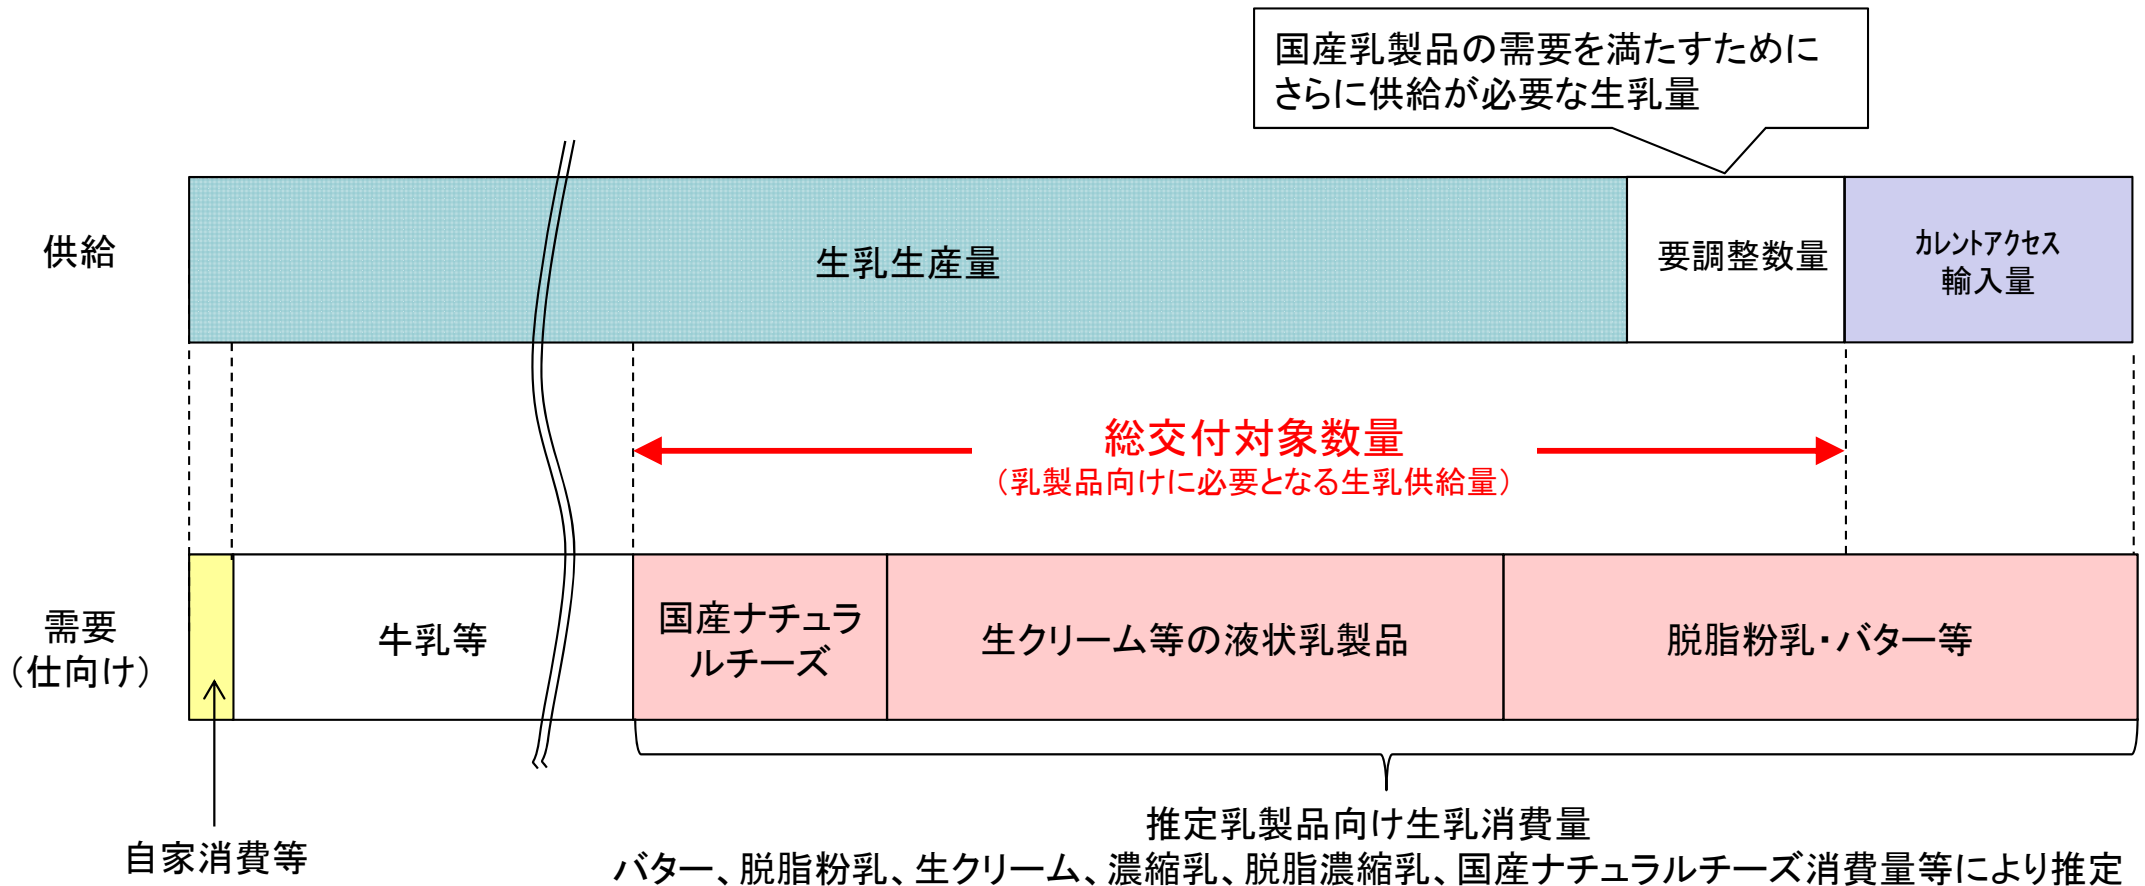 国産乳製品の需要を満たすために
さらに供給が必要な生乳量
供給
生乳生産量
要調整数量
カレントアクセス
輸入量
総交付対象数量
（乳製品向けに必要となる生乳供給量）
需要
（仕向け）
牛乳等
国産ナチュラ
ルチーズ
生クリーム等の液状乳製品
脱脂粉乳・バター等
自家消費等
推定乳製品向け生乳消費量
バター、脱脂粉乳、生クリーム、濃縮乳、脱脂濃縮乳、国産ナチュラルチーズ消費量等により推定